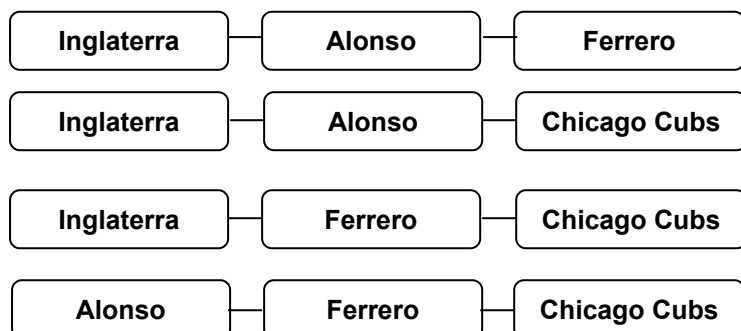 Inglaterra Alonso Ferrero
Inglaterra Alonso Chicago Cubs
Inglaterra Ferrero Chicago Cubs
Alonso Ferrero Chicago Cubs